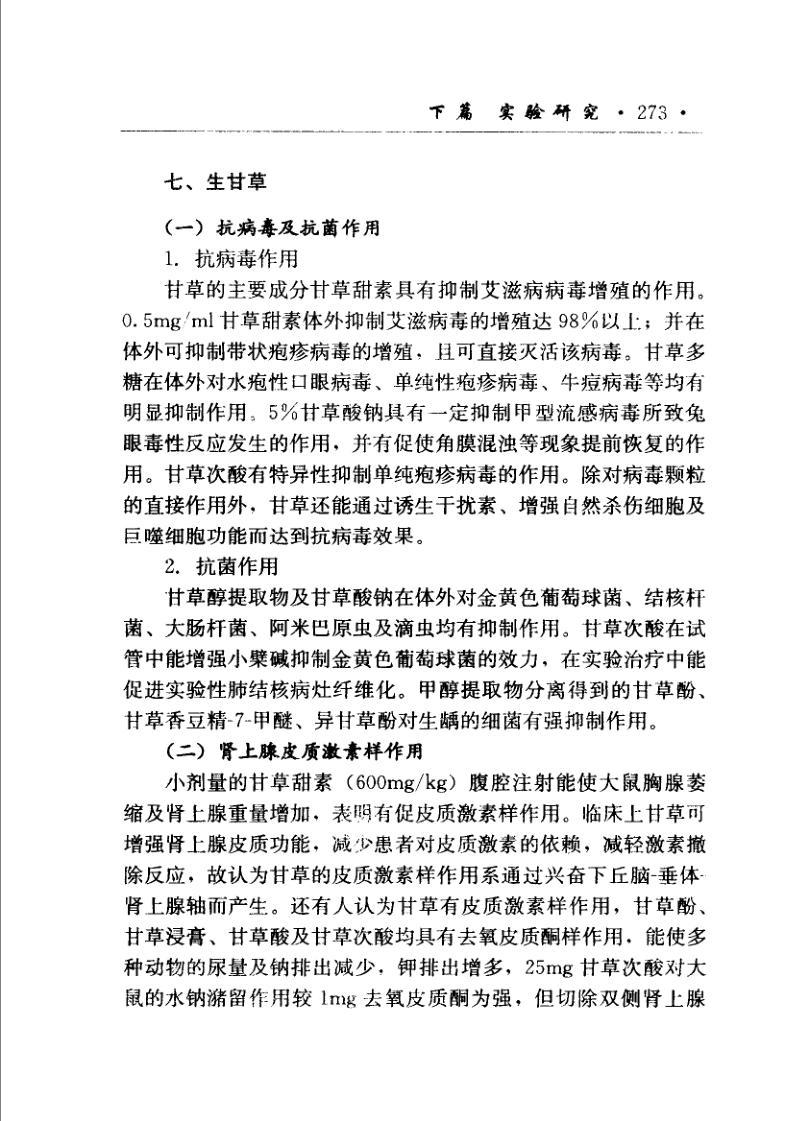 下篇 实验研究 · 273 ·
七、生甘草
（一）抗病毒及抗菌作用
1. 抗病毒作用
甘草的主要成分甘草甜素具有抑制艾滋病病毒增殖的作用。
0.5mg/ml 甘草甜素体外抑制艾滋病毒的增殖达 98%以上；并在
体外可抑制带状疱疹病毒的增殖，且可直接灭活该病毒。甘草多
糖在体外对水疱性口眼病毒、单纯性疱疹病毒、牛痘病毒等均有
明显抑制作用。5%甘草酸钠具有一定抑制甲型流感病毒所致兔
眼毒性反应发生的作用，并有促使角膜混浊等现象提前恢复的作
用。甘草次酸有特异性抑制单纯疱疹病毒的作用。除对病毒颗粒
的直接作用外，甘草还能通过诱生干扰素、增强自然杀伤细胞及
巨噬细胞功能而达到抗病毒效果。
2. 抗菌作用
甘草醇提取物及甘草酸钠在体外对金黄色葡萄球菌、结核杆
菌、大肠杆菌、阿米巴原虫及滴虫均有抑制作用。甘草次酸在试
管中能增强小檗碱抑制金黄色葡萄球菌的效力，在实验治疗中能
促进实验性肺结核病灶纤维化。甲醇提取物分离得到的甘草酚、
甘草香豆精-7-甲醚、异甘草酚对生龋的细菌有强抑制作用。
（二）肾上腺皮质激素样作用
小剂量的甘草甜素（600mg/kg）腹腔注射能使大鼠胸腺萎
缩及肾上腺重量增加，表明有促皮质激素样作用。临床上甘草可
增强肾上腺皮质功能，减少患者对皮质激素的依赖，减轻激素撤
除反应，故认为甘草的皮质激素样作用系通过兴奋下丘脑-垂体-
肾上腺轴而产生。还有人认为甘草有皮质激素样作用，甘草酚、
甘草浸膏、甘草酸及甘草次酸均具有去氧皮质酮样作用，能使多
种动物的尿量及钠排出减少，钾排出增多，25mg 甘草次酸对大
鼠的水钠潴留作用较 1mg 去氧皮质酮为强，但切除双侧肾上腺